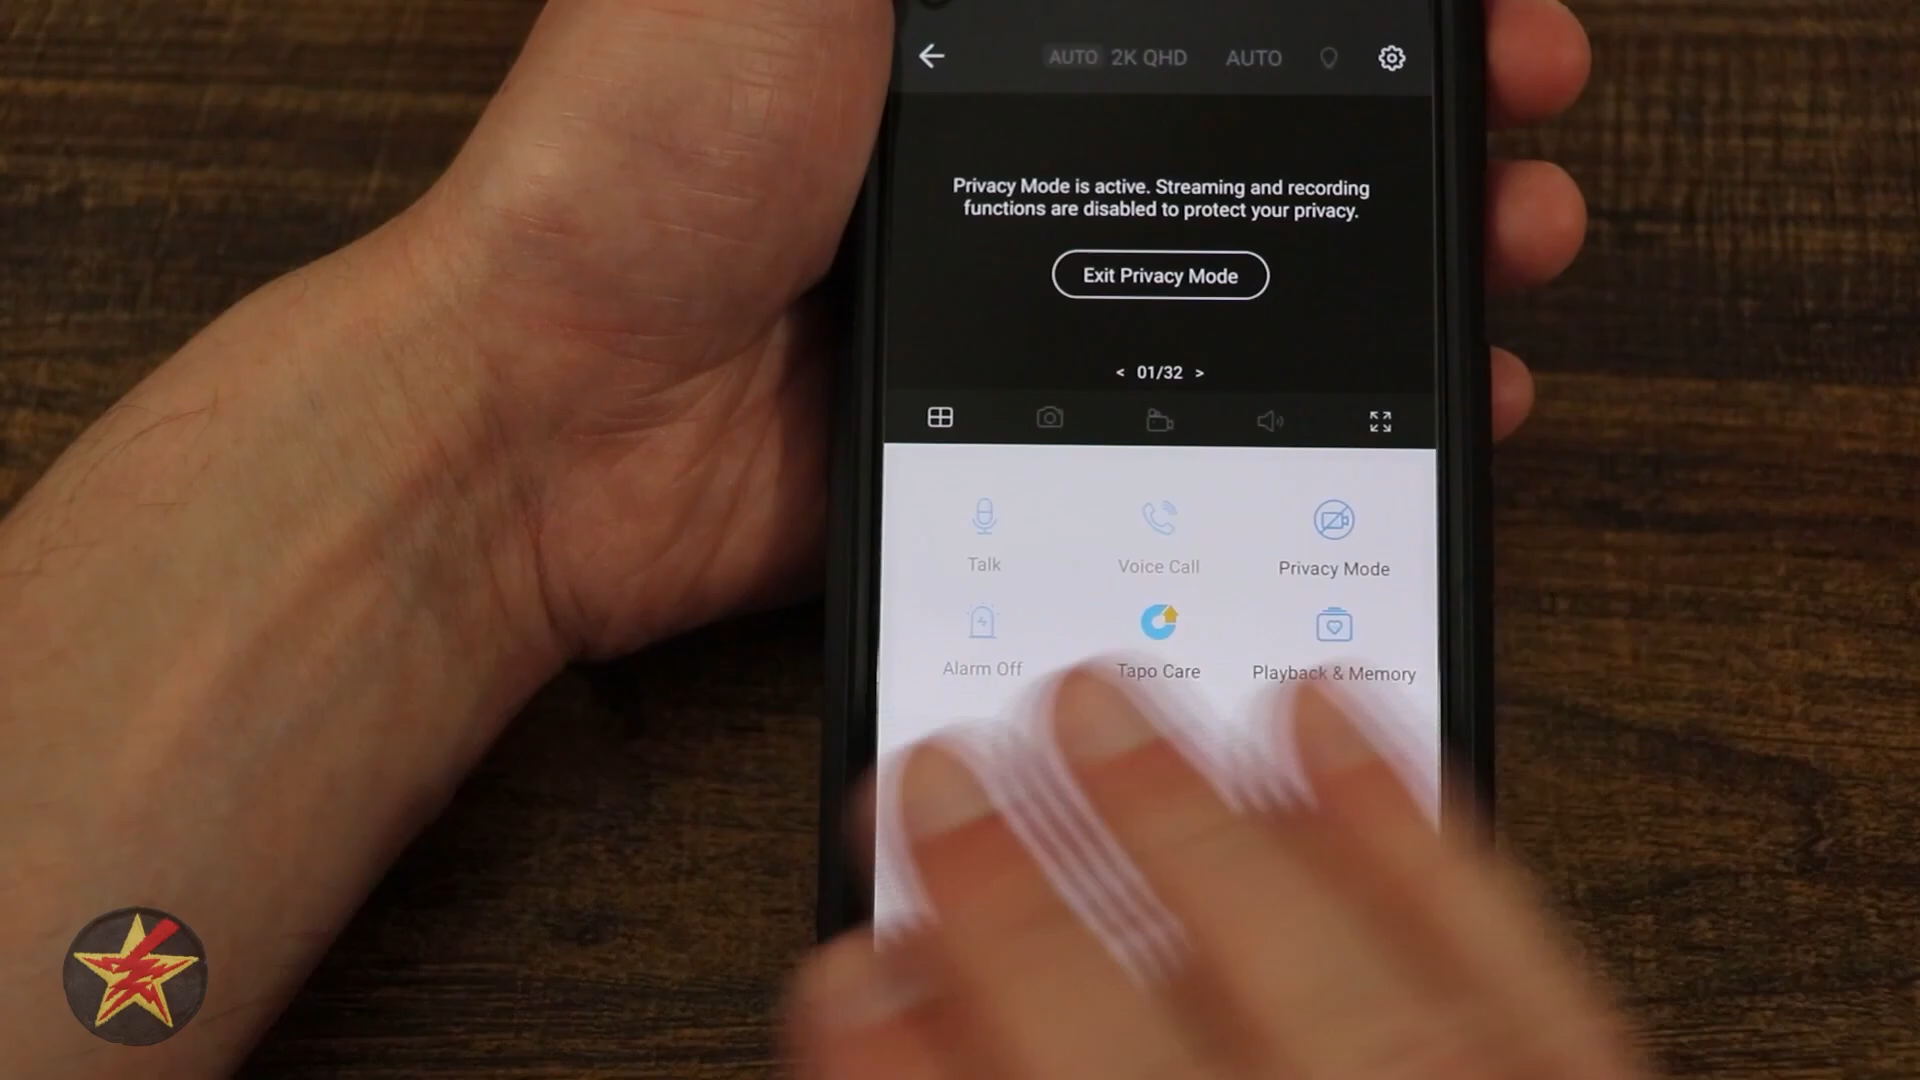 AUTO 2K QHD AUTO
Privacy Mode is active. Streaming and recording
functions are disabled to protect your privacy.
Exit Privacy Mode
< 01/32 >
Talk Voice Call Privacy Mode
Alarm Off Tapo Care Playback & Memory